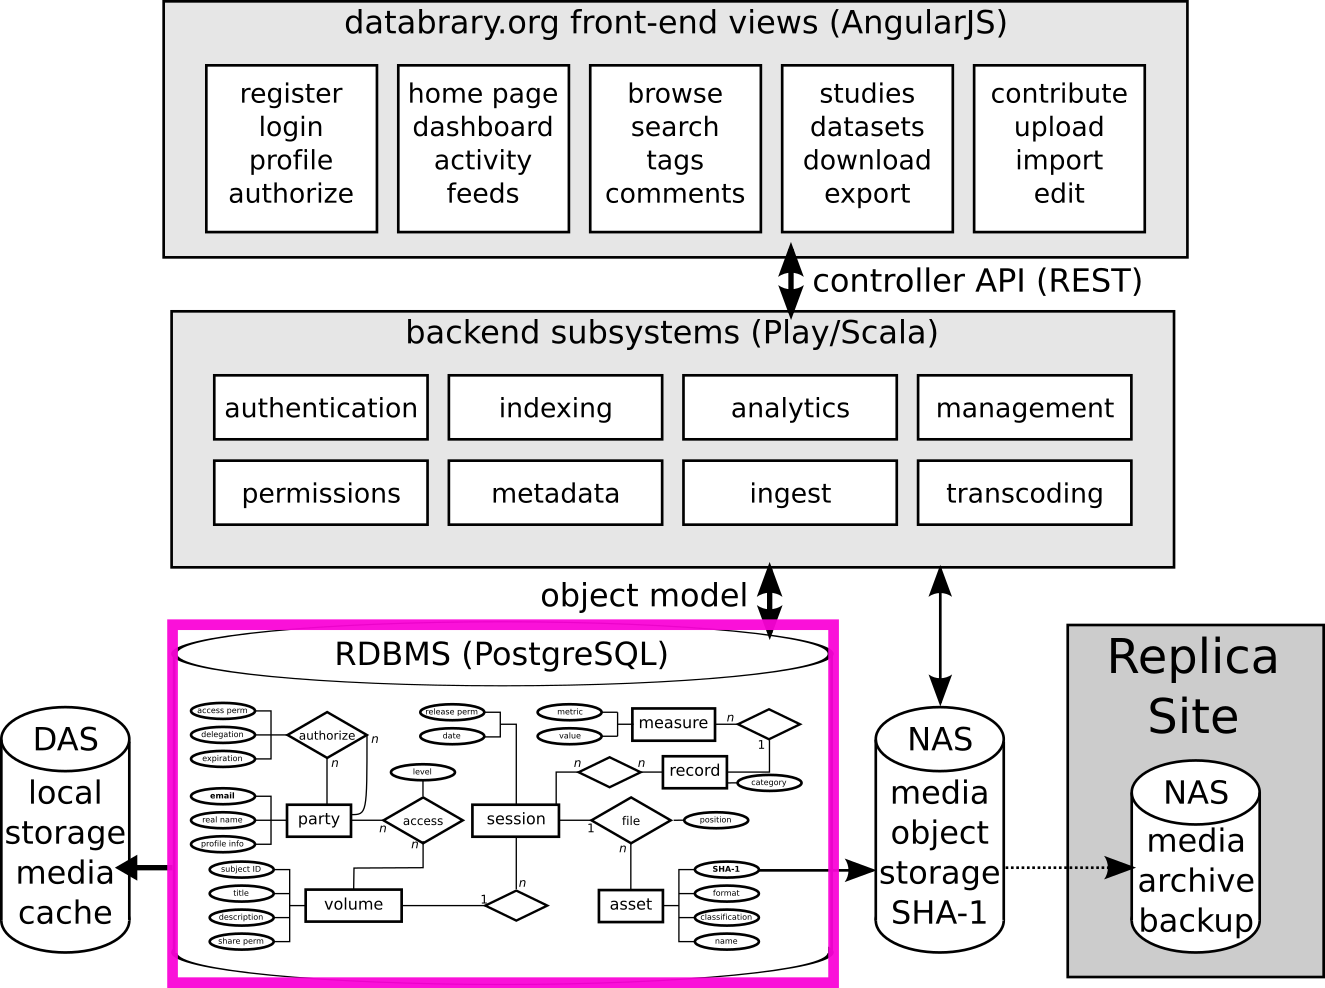 databrary.org front-end views (AngularJS)
register
login
profile
authorize
home page
dashboard
activity
feeds
browse
search
tags
comments
studies
datasets
download
export
contribute
upload
import
edit
controller API (REST)
backend subsystems (Play/Scala)
authentication
indexing
analytics
management
permissions
metadata
ingest
transcoding
object model
RDBMS (PostgreSQL)
access perm
delegation
expiration
authorize
n
n
release perm
date
metric
value
measure
n
1
level
n
n
record
category
email
real name
profile info
party
n
access
n
session
1
file
n
position
subject ID
title
description
share perm
volume
1
n
asset
SHA-1
format
classification
name
DAS
local
storage
media
cache
NAS
media
object
storage
SHA-1
Replica
Site
NAS
media
archive
backup